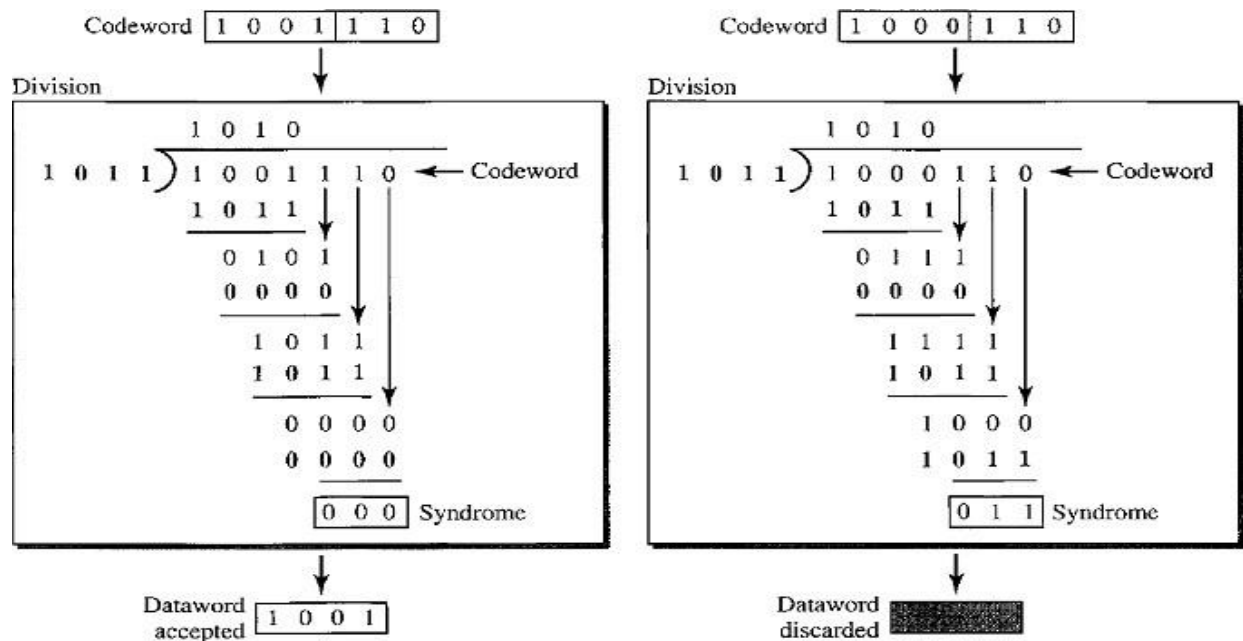 Codeword 1 0 0 1 1 1 0
Division
1 0 1 0
1 0 1 1 1 0 0 1 1 1 0 Codeword
1 0 1 1
0 1 0 1
0 0 0 0
1 0 1 1
1 0 1 1
0 0 0 0
0 0 0 0
0 0 0 Syndrome
Dataword
accepted 1 0 0 1
Codeword 1 0 0 0 1 1 0
Division
1 0 1 0
1 0 1 1 1 0 0 0 1 1 0 Codeword
1 0 1 1
0 1 1 1
0 0 0 0
1 1 1 1
1 0 1 1
1 0 0 0
1 0 1 1
0 1 1 Syndrome
Dataword
discarded